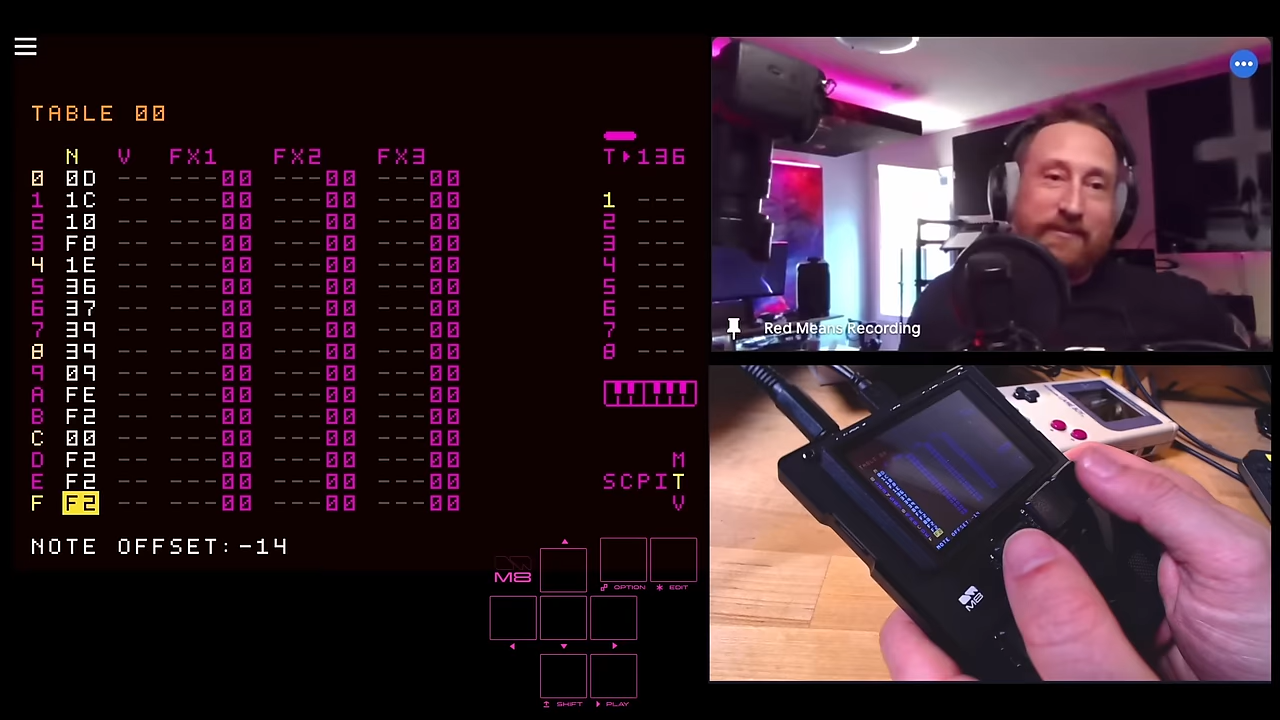 TABLE 00
N V FX1 FX2 FX3
0 0D -- ---00 ---00 ---00
1 1C -- ---00 ---00 ---00
2 10 -- ---00 ---00 ---00
3 F8 -- ---00 ---00 ---00
4 1E -- ---00 ---00 ---00
5 36 -- ---00 ---00 ---00
6 37 -- ---00 ---00 ---00
7 39 -- ---00 ---00 ---00
8 39 -- ---00 ---00 ---00
9 09 -- ---00 ---00 ---00
A FE -- ---00 ---00 ---00
B F2 -- ---00 ---00 ---00
C 00 -- ---00 ---00 ---00
D F2 -- ---00 ---00 ---00
E F2 -- ---00 ---00 ---00
F F2 -- ---00 ---00 ---00
NOTE OFFSET:-14
T▸136
1 ---
2 ---
3 ---
4 ---
5 ---
6 ---
7 ---
8 ---
M
SCPIT
V
M8
OPTION
EDIT
SHIFT
PLAY
Red Means Recording
M8